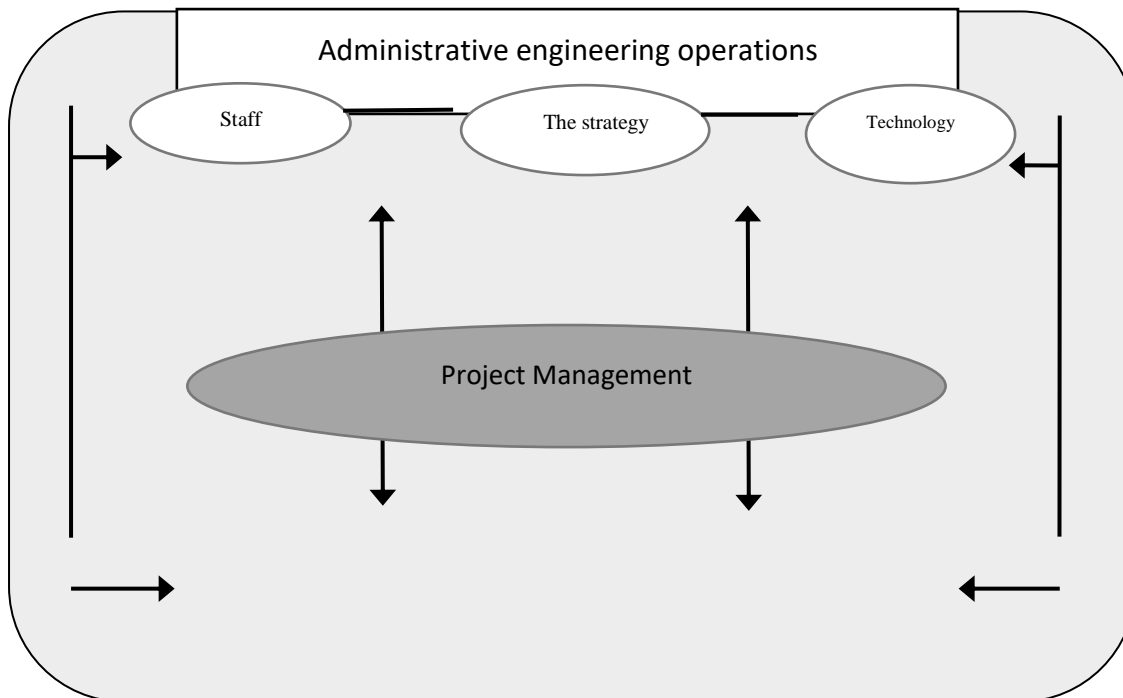 Administrative engineering operations
Staff
The strategy
Technology
Project Management